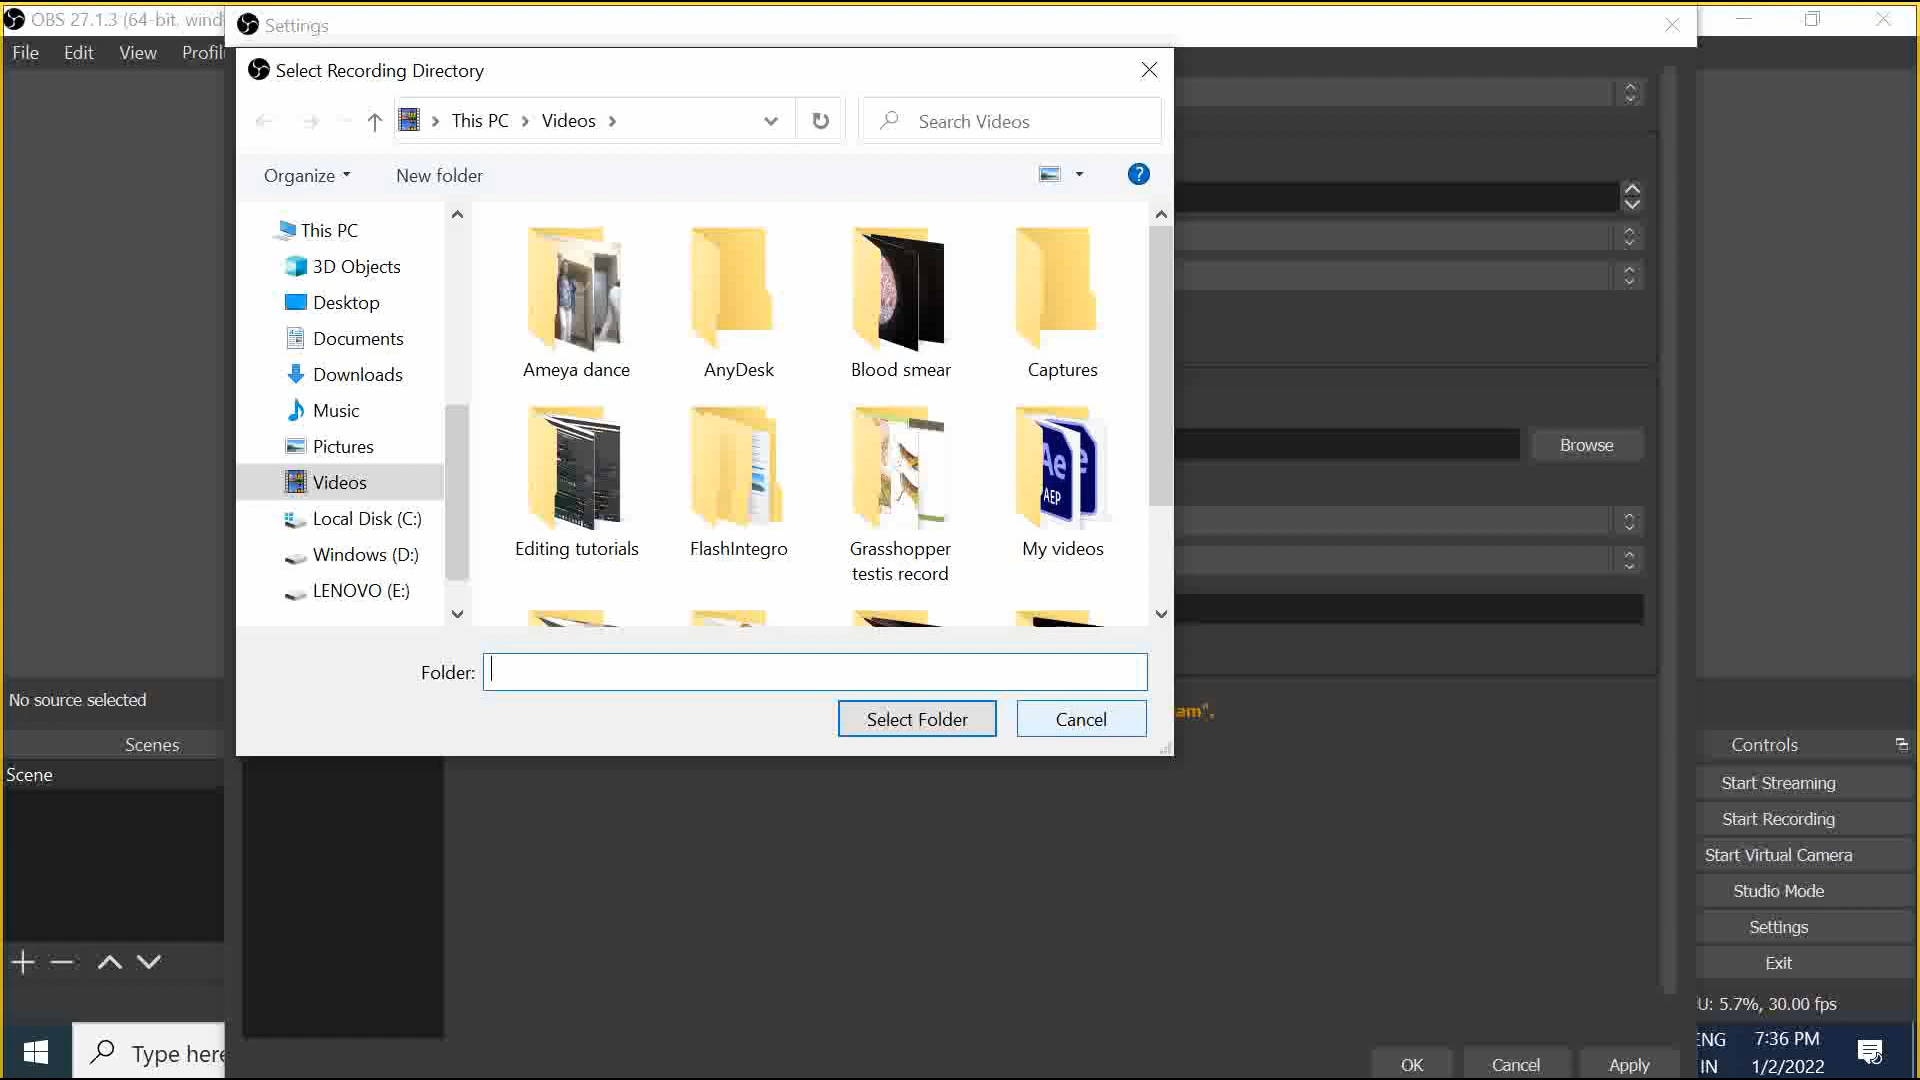 OBS 27.1.3 (64-bit, wind
Settings
File Edit View Profil
Select Recording Directory
This PC Videos
Search Videos
Organize
New folder
This PC
3D Objects
Desktop
Documents
Downloads
Music
Pictures
Videos
Local Disk (C:)
Windows (D:)
LENOVO (E:)
Ameya dance
AnyDesk
Blood smear
Captures
Editing tutorials
FlashIntegro
Grasshopper
testis record
My videos
Ae
AEP
Browse
Folder:
Select Folder
Cancel
am".
No source selected
Scenes
Scene
Controls
Start Streaming
Start Recording
Start Virtual Camera
Studio Mode
Settings
Exit
U: 5.7%, 30.00 fps
Type here
OK
Cancel
Apply
ENG
IN
7:36 PM
1/2/2022